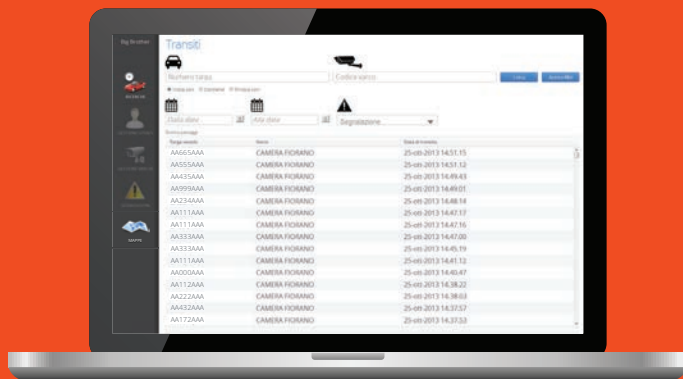 Big Brother
Transiti
Numero targa
Codice varco
Dalla data
Alla data
Segnalazione
RICERCHE
MAPPE
Targa veicolo Varco Data di transito
AA665AAA CAMERA FIORANO 25-ott-2013 14.51.15
AA555AAA CAMERA FIORANO 25-ott-2013 14.51.12
AA435AAA CAMERA FIORANO 25-ott-2013 14.49.43
AA999AAA CAMERA FIORANO 25-ott-2013 14.49.01
AA234AAA CAMERA FIORANO 25-ott-2013 14.48.14
AA111AAA CAMERA FIORANO 25-ott-2013 14.47.17
AA111AAA CAMERA FIORANO 25-ott-2013 14.47.16
AA333AAA CAMERA FIORANO 25-ott-2013 14.47.00
AA333AAA CAMERA FIORANO 25-ott-2013 14.45.19
AA111AAA CAMERA FIORANO 25-ott-2013 14.41.12
AA000AAA CAMERA FIORANO 25-ott-2013 14.40.47
AA112AAA CAMERA FIORANO 25-ott-2013 14.38.22
AA222AAA CAMERA FIORANO 25-ott-2013 14.38.03
AA432AAA CAMERA FIORANO 25-ott-2013 14.37.57
AA172AAA CAMERA FIORANO 25-ott-2013 14.37.53